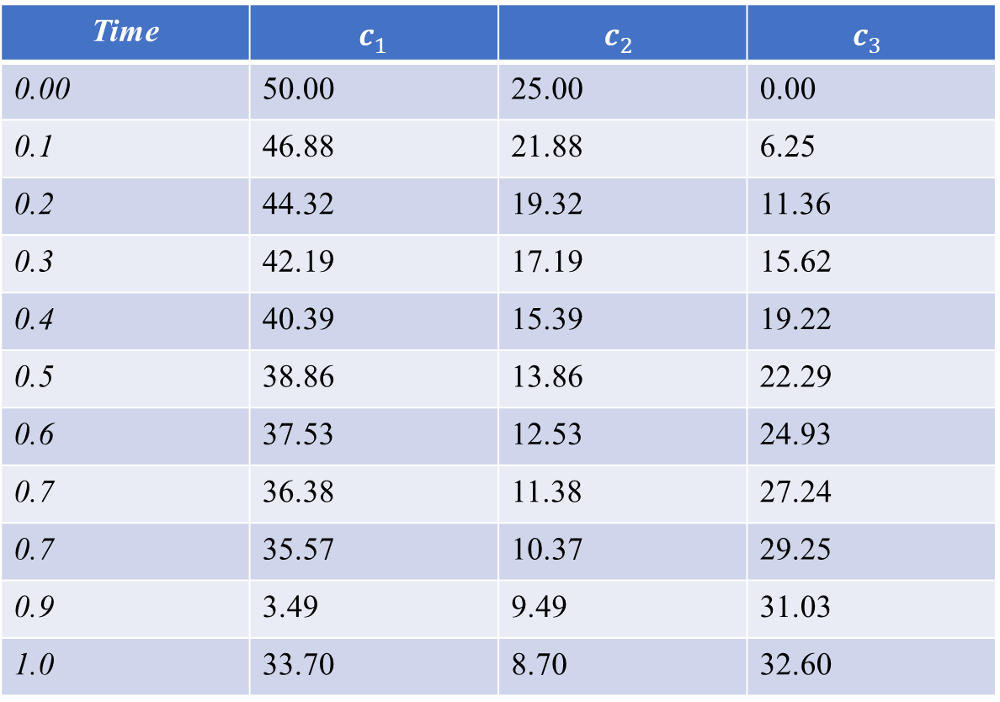 Time c₁ c₂ c₃
0.00 50.00 25.00 0.00
0.1 46.88 21.88 6.25
0.2 44.32 19.32 11.36
0.3 42.19 17.19 15.62
0.4 40.39 15.39 19.22
0.5 38.86 13.86 22.29
0.6 37.53 12.53 24.93
0.7 36.38 11.38 27.24
0.7 35.57 10.37 29.25
0.9 3.49 9.49 31.03
1.0 33.70 8.70 32.60